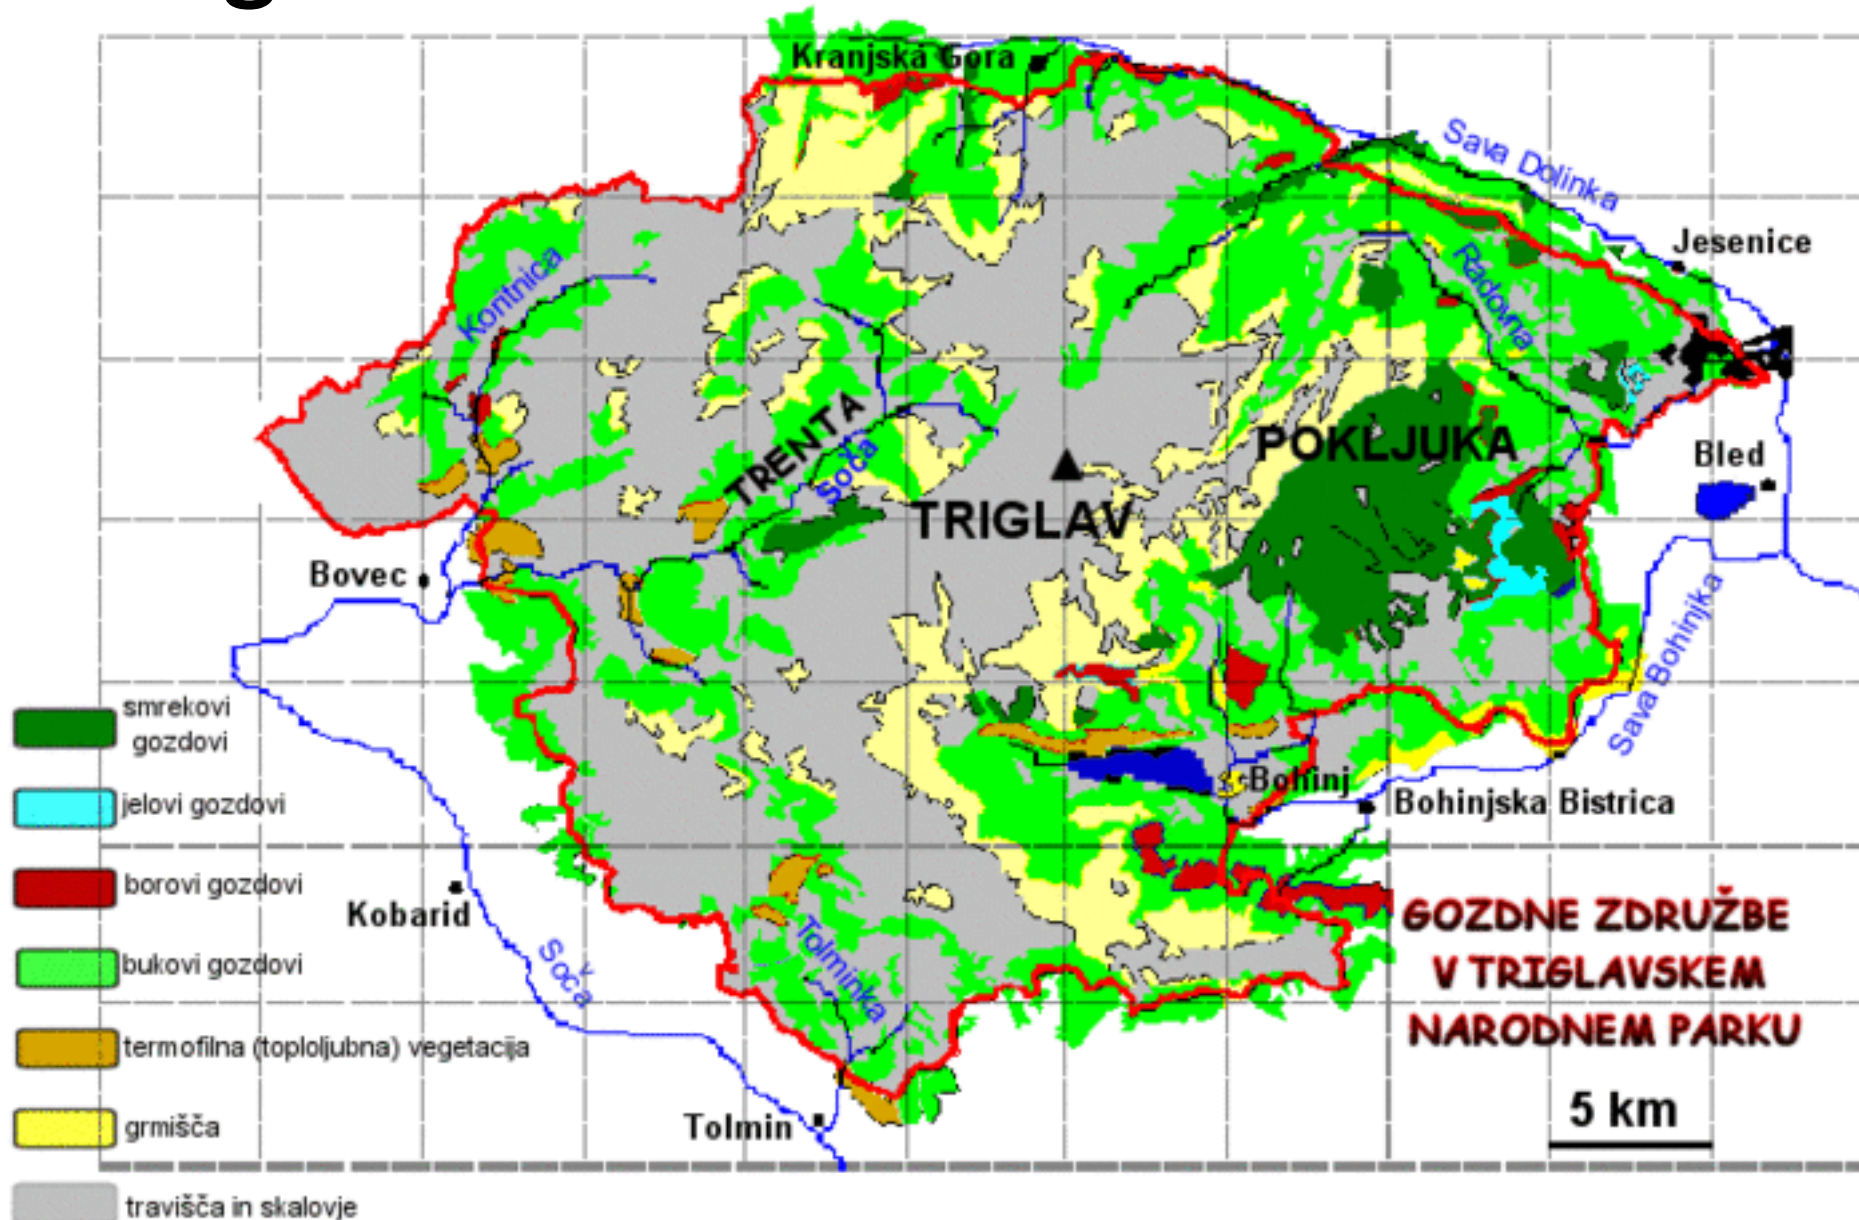 Kranjska Gora
Sava Dolinka
Jesenice
Koritnica
Radovna
TRENTA
Soča
POKLJUKA
Bled
TRIGLAV
Bovec
Sava Bohinjka
smrekovi
gozdovi
jelovi gozdovi
Bohinj
Bohinjska Bistrica
borovi gozdovi
Kobarid
GOZDNE ZDRUŽBE
V TRIGLAVSKEM
NARODNEM PARKU
bukovi gozdovi
Soča
Tolminka
termofilna (toploljubna) vegetacija
5 km
grmišča
Tolmin
travišča in skalovje